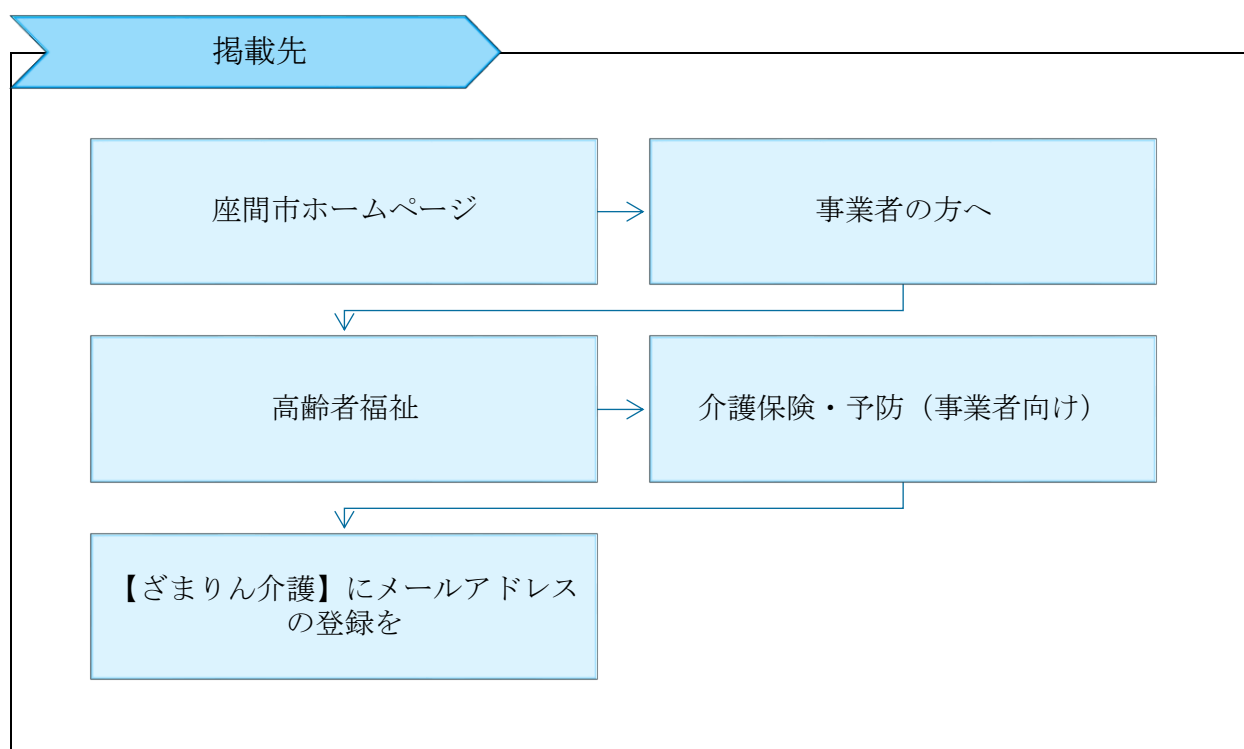 掲載先
座間市ホームページ
事業者の方へ
高齢者福祉
介護保険・予防（事業者向け）
【ざまりん介護】にメールアドレス
の登録を